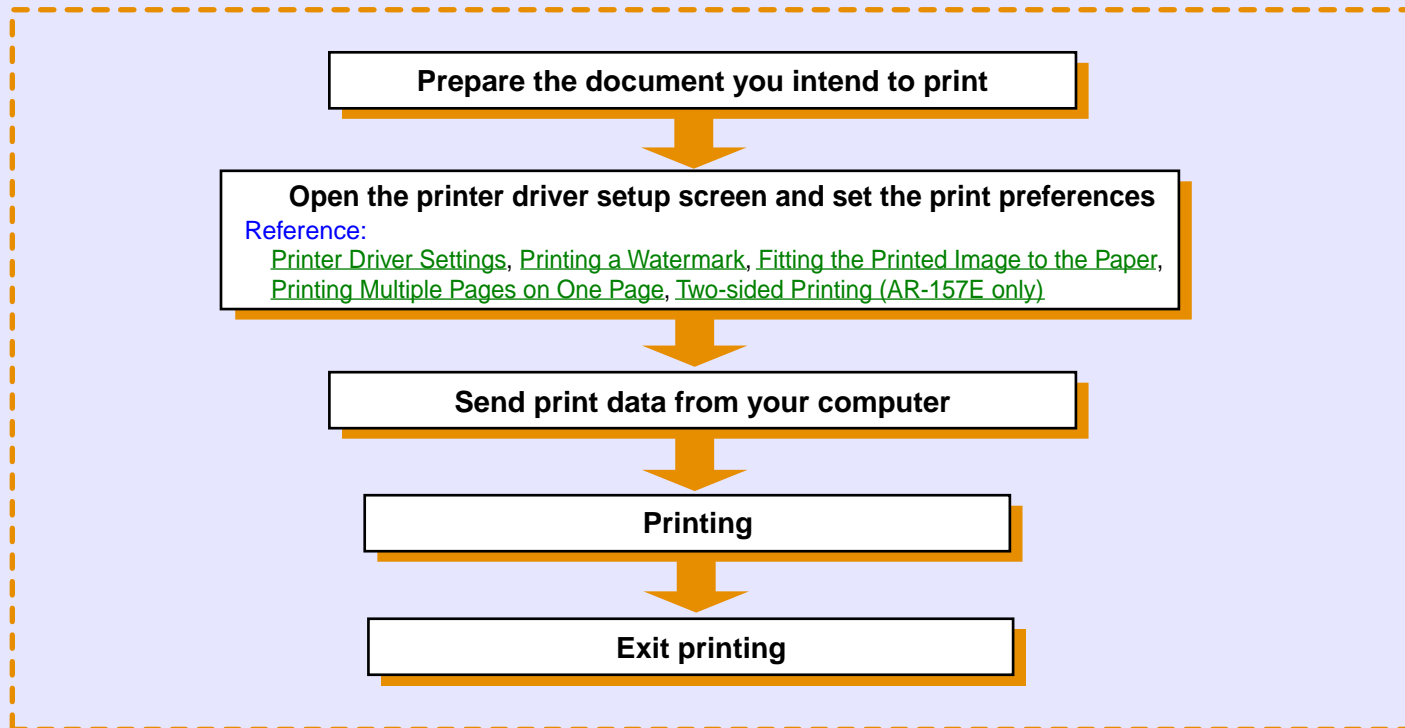 Prepare the document you intend to print
Open the printer driver setup screen and set the print preferences
Reference:
Printer Driver Settings, Printing a Watermark, Fitting the Printed Image to the Paper,
Printing Multiple Pages on One Page, Two-sided Printing (AR-157E only)
Send print data from your computer
Printing
Exit printing